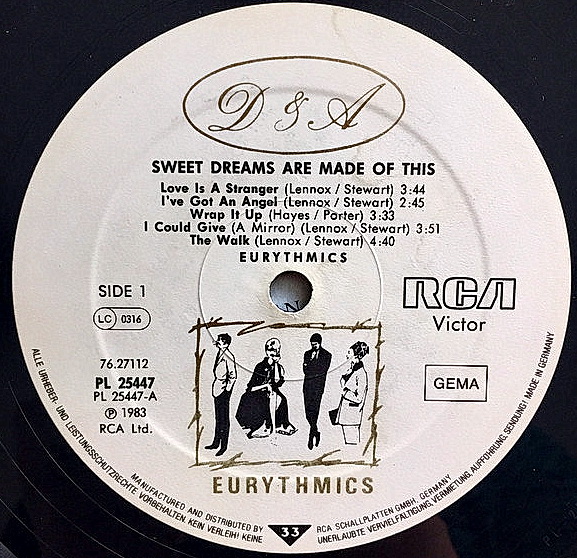 D & A
SWEET DREAMS ARE MADE OF THIS
Love Is A Stranger (Lennox / Stewart) 3:44
I've Got An Angel (Lennox / Stewart) 2:45
Wrap It Up (Hayes / Porter) 3:33
I Could Give (A Mirror) (Lennox / Stewart) 3:51
The Walk (Lennox / Stewart) 4:40
EURYTHMICS
SIDE 1
LC 0316
RCA
Victor
76.27112
PL 25447
PL 25447-A
℗ 1983
RCA Ltd.
GEMA
EURYTHMICS
ALLE URHEBER- UND LEISTUNGSSCHUTZRECHTE VORBEHALTEN. KEIN VERLEIH! KEINE
UNERLAUBTE VERVIELFÄLTIGUNG, VERMIETUNG, AUFFÜHRUNG, SENDUNG! MADE IN GERMANY
MANUFACTURED AND DISTRIBUTED BY
RCA SCHALLPLATTEN GMBH, GERMANY
33